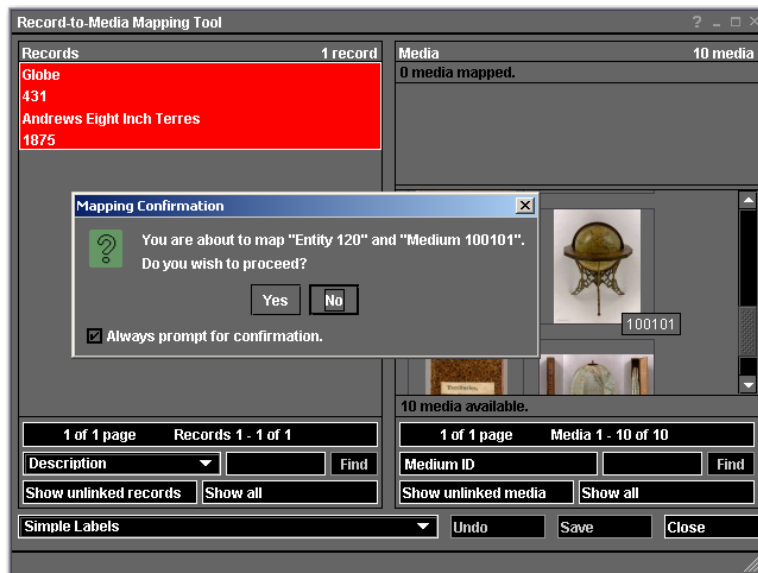 Record-to-Media Mapping Tool
Records 1 record
Globe
431
Andrews Eight Inch Terres
1875
Media 10 media
0 media mapped.
Mapping Confirmation
You are about to map "Entity 120" and "Medium 100101".
Do you wish to proceed?
Yes No
Always prompt for confirmation.
100101
10 media available.
1 of 1 page Records 1 - 1 of 1
Description Find
Show unlinked records Show all
1 of 1 page Media 1 - 10 of 10
Medium ID Find
Show unlinked media Show all
Simple Labels Undo Save Close